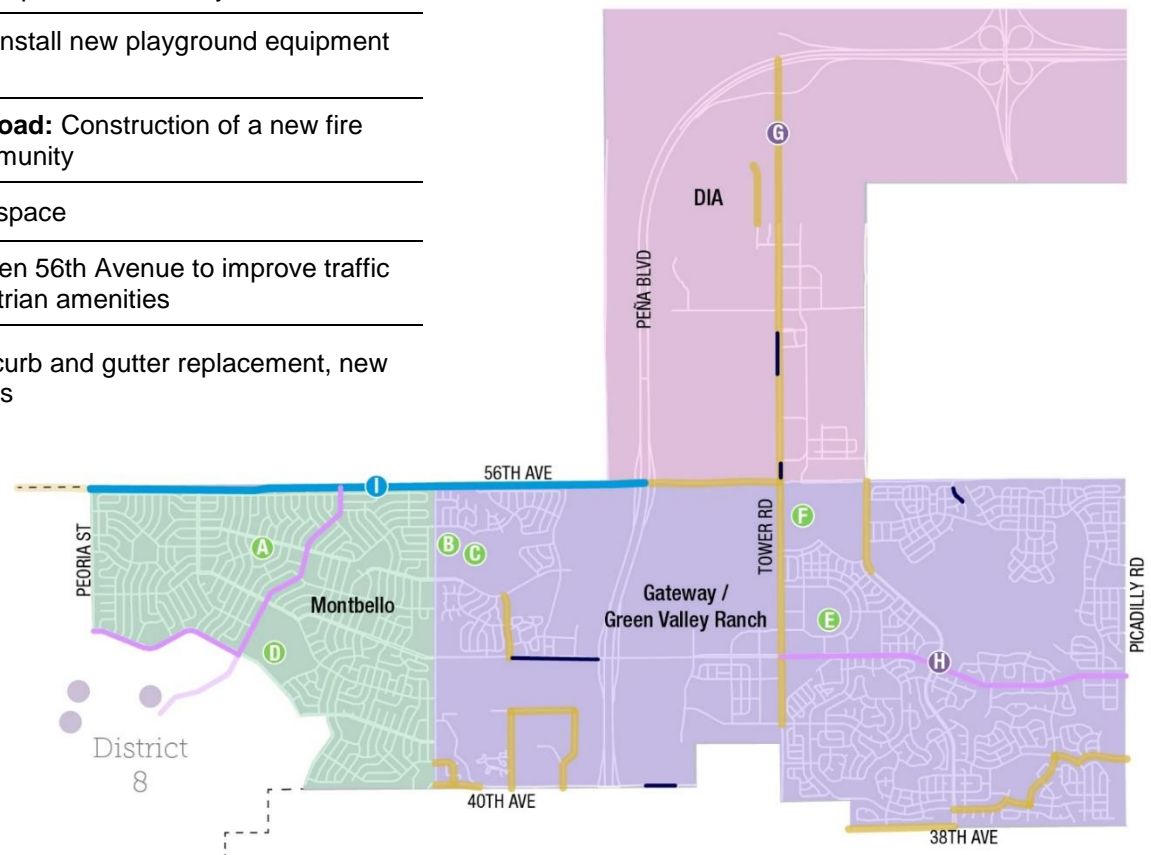 nstall new playground equipment
oad: Construction of a new fire
munity
space
en 56th Avenue to improve traffic
trian amenities
curb and gutter replacement, new
s
G
DIA
PEÑA BLVD
56TH AVE
I
PEORIA ST
A
B
C
F
TOWER RD
Montbello
Gateway /
Green Valley Ranch
E
D
H
PICADILLY RD
District
8
40TH AVE
38TH AVE